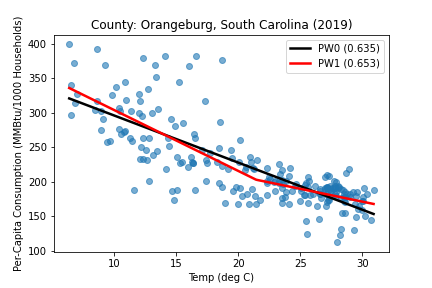 County: Orangeburg, South Carolina (2019)
PW0 (0.635)
PW1 (0.653)
Per-Capita Consumption (MMBtu/1000 Households)
400
350
300
250
200
150
100
10
15
20
25
30
Temp (deg C)